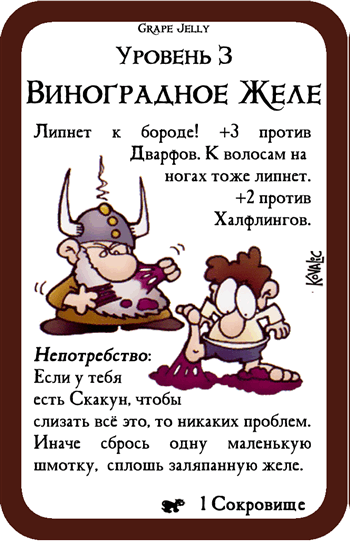 Grape Jelly
Уровень 3
Виноградное Желе
Липнет к бороде! +3 против
Дварфов. К волосам на
ногах тоже липнет.
+2 против
Халфлингов.
Kovalic
Непотребство:
Если у тебя
есть Скакун, чтобы
слизать всё это, то никаких проблем.
Иначе сбрось одну маленькую
шмотку, сплошь заляпанную желе.
1 Сокровище